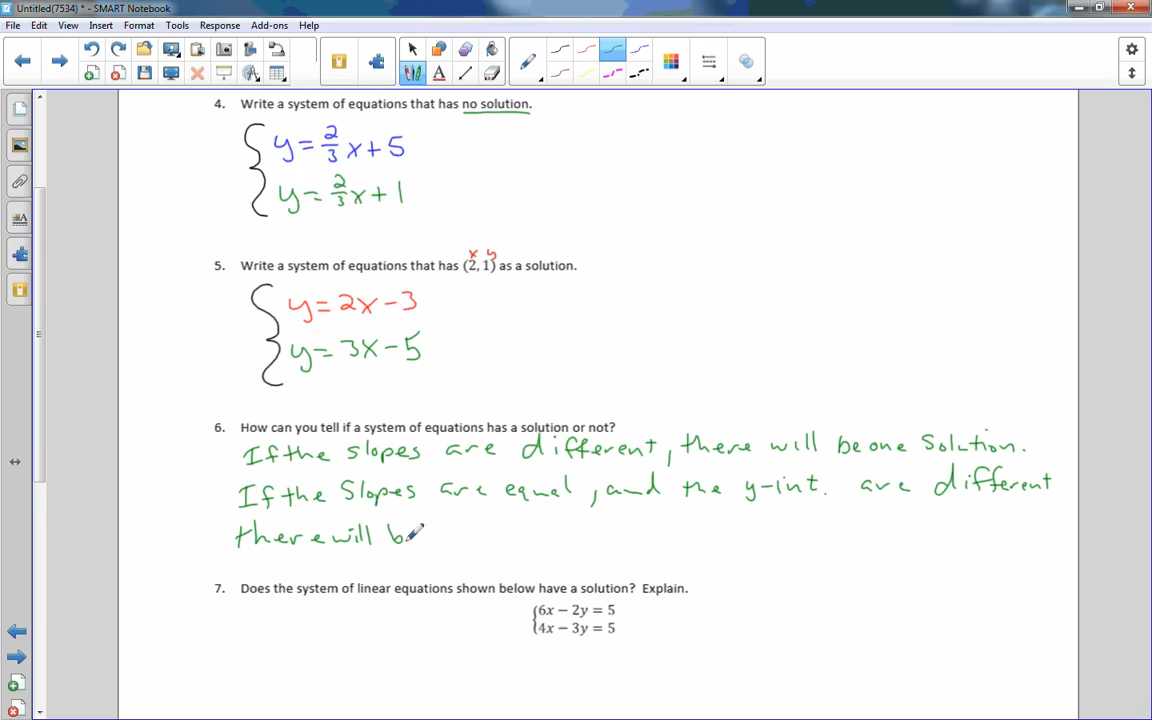 Untitled(7534) * - SMART Notebook
File Edit View Insert Format Tools Response Add-ons Help
4. Write a system of equations that has no solution.
y = 2/3 x + 5
y = 2/3 x + 1
x y
5. Write a system of equations that has (2, 1) as a solution.
y = 2x - 3
y = 3x - 5
6. How can you tell if a system of equations has a solution or not?
If the slopes are different, there will be one Solution.
If the Slopes are equal, and the y-int. are different
there will b
7. Does the system of linear equations shown below have a solution? Explain.
6x − 2y = 5
4x − 3y = 5